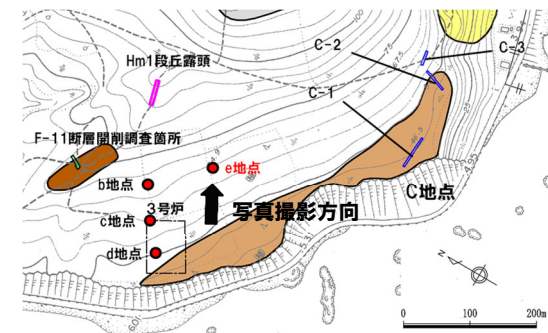 C-2
C-3
Hm1段丘露頭
C-1
F-11断層開削調査箇所
e地点
b地点
3号炉
写真撮影方向
C地点
c地点
d地点
N
0 100 200m